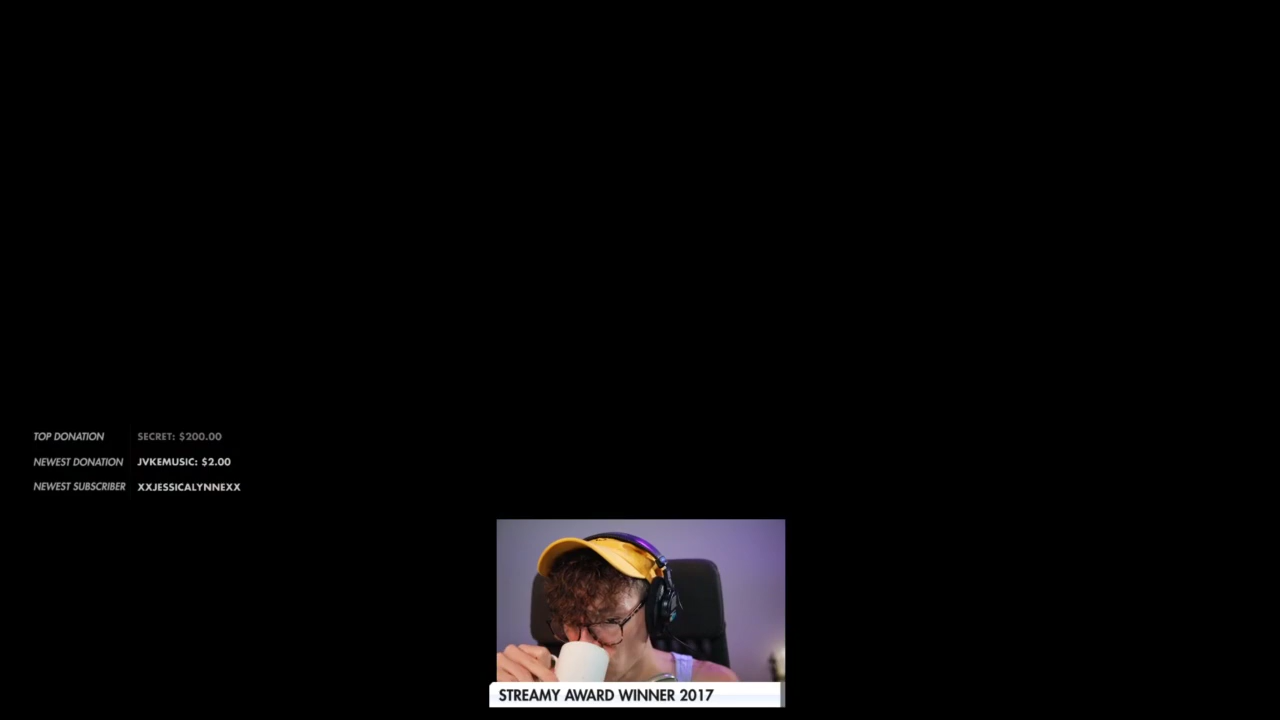 TOP DONATION SECRET: $200.00
NEWEST DONATION JVKEMUSIC: $2.00
NEWEST SUBSCRIBER XXJESSICALYNNEXX
STREAMY AWARD WINNER 2017